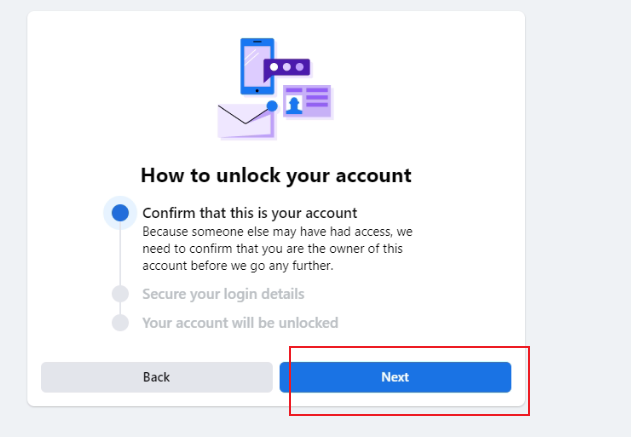 How to unlock your account
Confirm that this is your account
Because someone else may have had access, we
need to confirm that you are the owner of this
account before we go any further.
Secure your login details
Your account will be unlocked
Back
Next